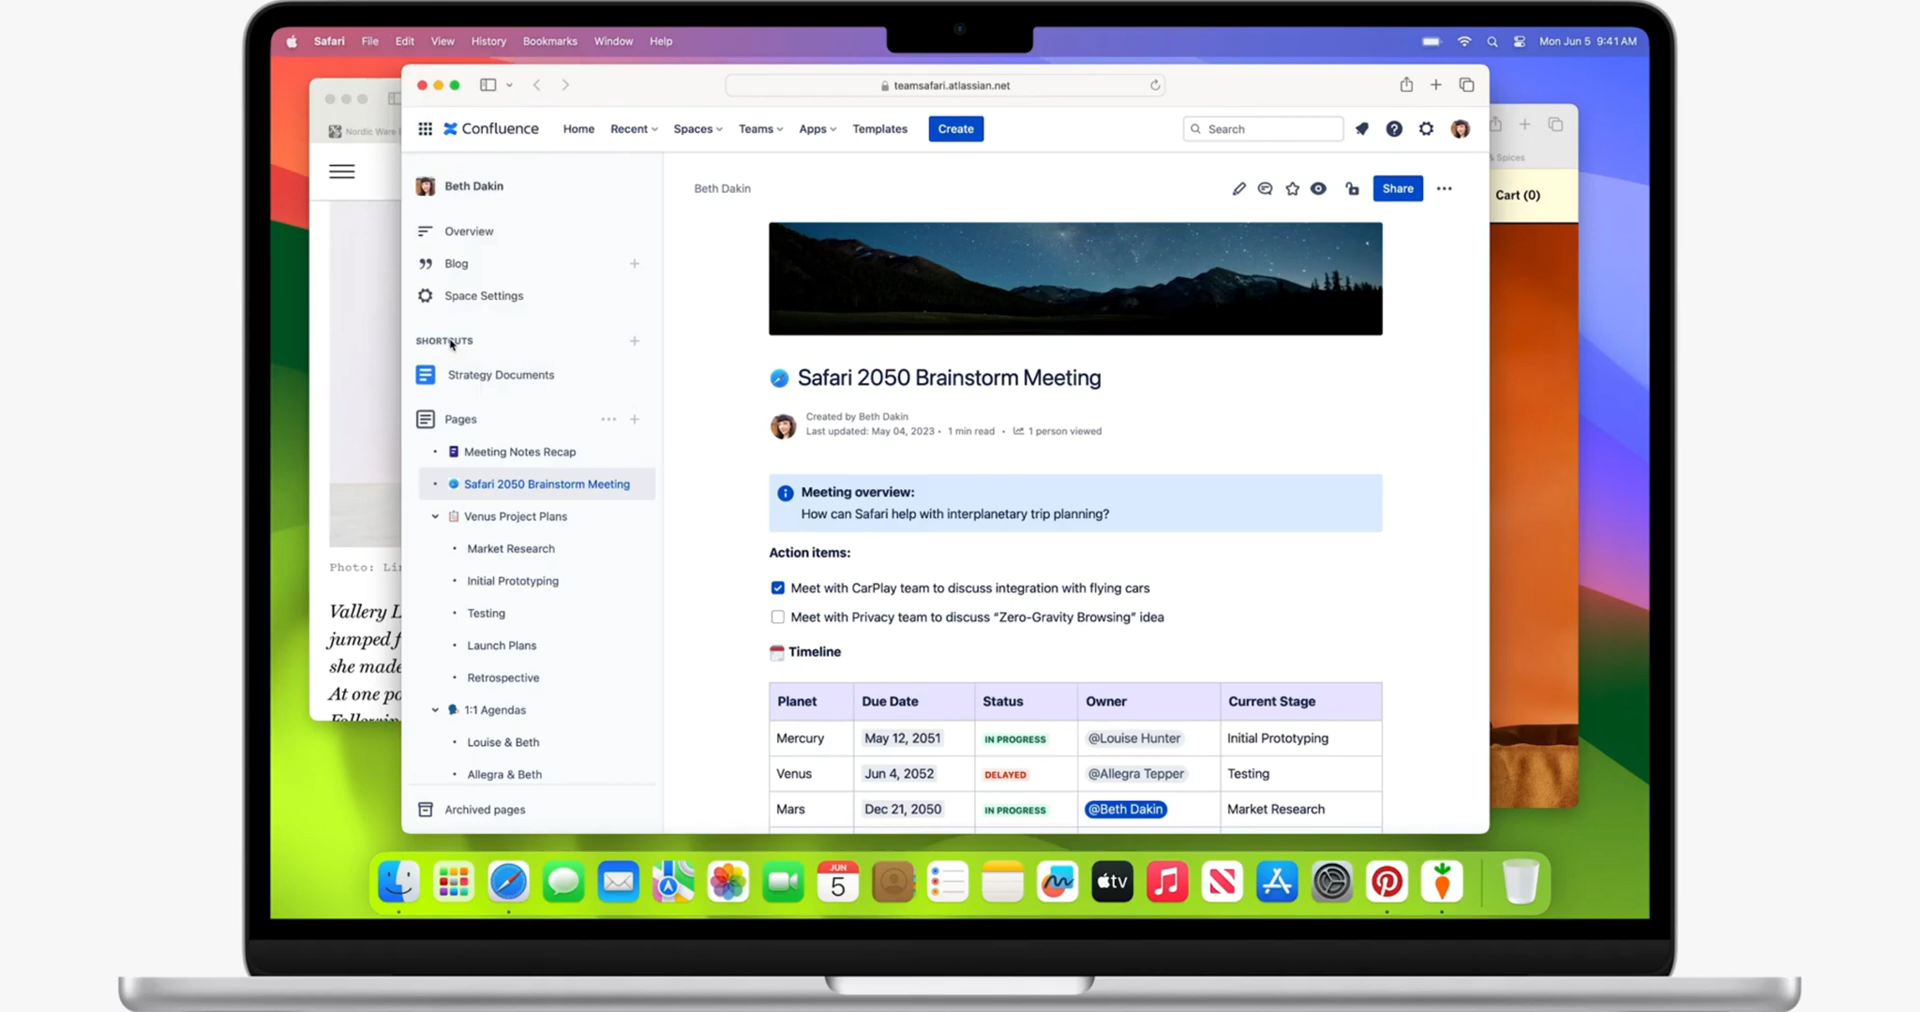 Safari File Edit View History Bookmarks Window Help
Mon Jun 5 9:41 AM
teamsafari.atlassian.net
Nordic Ware
& Spices
Cart (0)
Confluence Home Recent Spaces Teams Apps Templates Create Search
Beth Dakin
Overview
Blog
Space Settings
SHORTCUTS
Strategy Documents
Pages
Meeting Notes Recap
Safari 2050 Brainstorm Meeting
Venus Project Plans
Market Research
Initial Prototyping
Testing
Launch Plans
Retrospective
1:1 Agendas
Louise & Beth
Allegra & Beth
Archived pages
Beth Dakin
Share
Safari 2050 Brainstorm Meeting
Created by Beth Dakin
Last updated: May 04, 2023 • 1 min read • 1 person viewed
Meeting overview:
How can Safari help with interplanetary trip planning?
Action items:
Meet with CarPlay team to discuss integration with flying cars
Meet with Privacy team to discuss “Zero-Gravity Browsing” idea
Timeline
Planet Due Date Status Owner Current Stage
Mercury May 12, 2051 IN PROGRESS @Louise Hunter Initial Prototyping
Venus Jun 4, 2052 DELAYED @Allegra Tepper Testing
Mars Dec 21, 2050 IN PROGRESS @Beth Dakin Market Research
Photo:
Vallery
jumped
she made
At one
JUN
5
tv